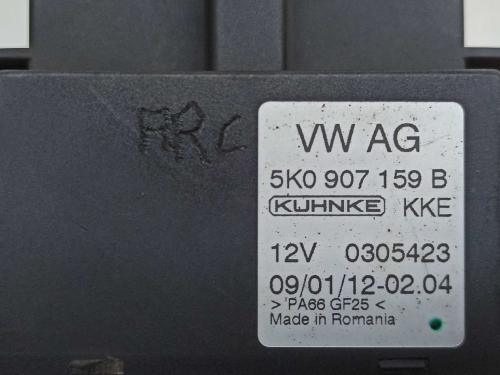 VW AG
5K0 907 159 B
KUHNKE KKE
12V 0305423
09/01/12-02.04
> PA66 GF25 <
Made in Romania